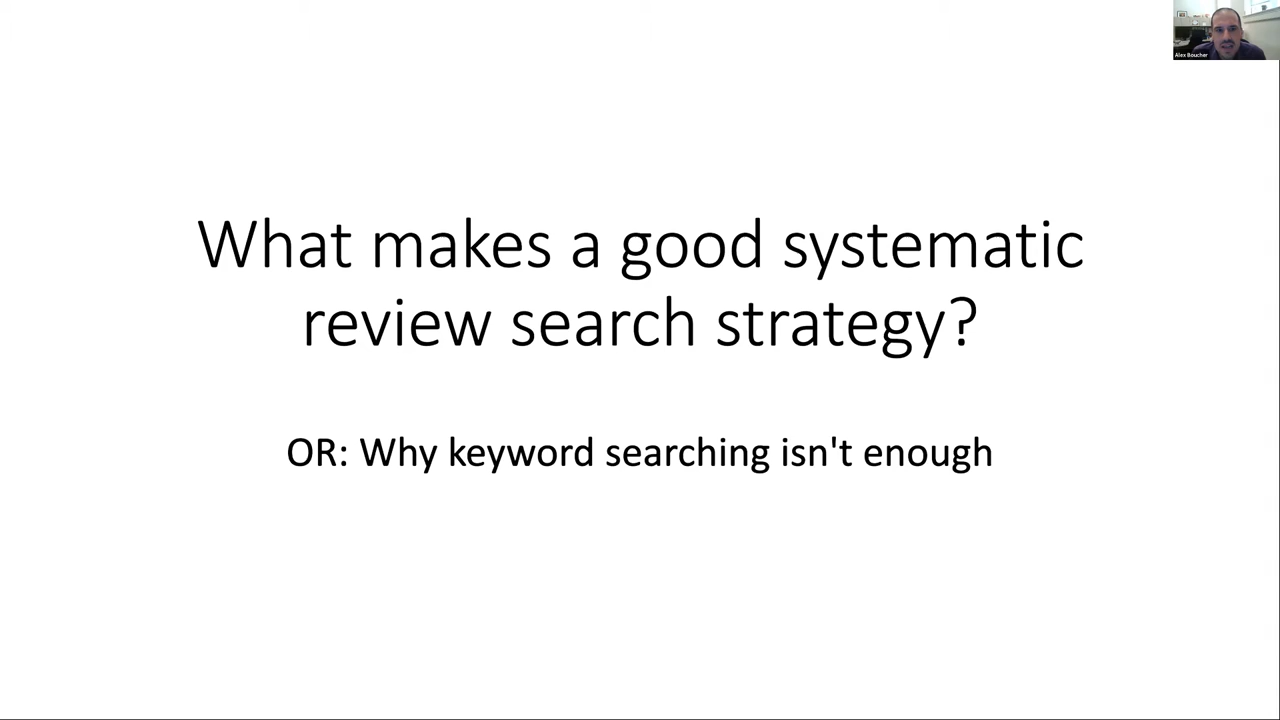 Alex Boucher
What makes a good systematic
review search strategy?
OR: Why keyword searching isn't enough